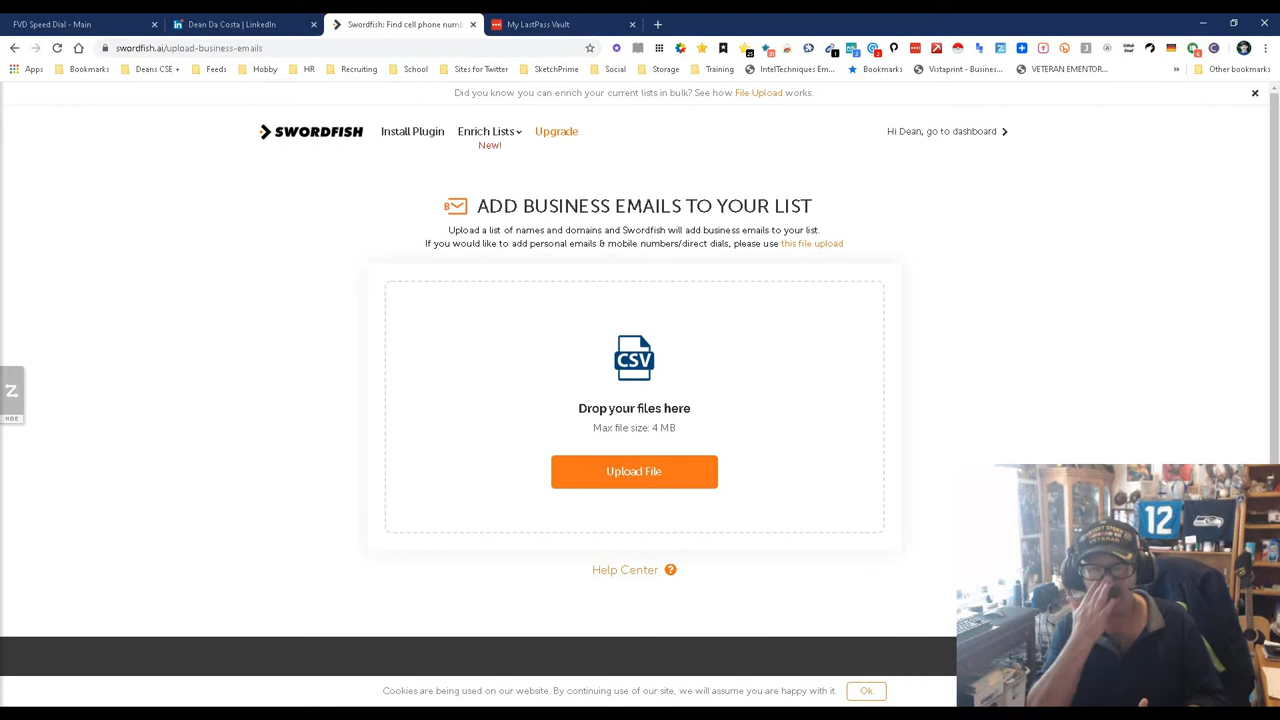 FVD Speed Dial - Main
Dean Da Costa | LinkedIn
Swordfish: Find cell phone numb
My LastPass Vault
swordfish.ai/upload-business-emails
Apps
Bookmarks
Deans CSE +
Feeds
Hobby
HR
Recruiting
School
Sites for Twitter
SketchPrime
Social
Storage
Training
IntelTechniques Em...
Bookmarks
Vistaprint - Busines...
VETERAN EMENTOR...
Other bookmarks
Did you know you can enrich your current lists in bulk? See how File Upload works.
SWORDFISH
Install Plugin
Enrich Lists
Upgrade
New!
Hi Dean, go to dashboard
ADD BUSINESS EMAILS TO YOUR LIST
Upload a list of names and domains and Swordfish will add business emails to your list.
If you would like to add personal emails & mobile numbers/direct dials, please use this file upload
CSV
Drop your files here
Max file size: 4 MB
Upload File
HIDE
Help Center
12
VETERAN
Cookies are being used on our website. By continuing use of our site, we will assume you are happy with it.
Ok